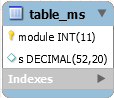 table_ms
module INT(11)
s DECIMAL(52,20)
Indexes